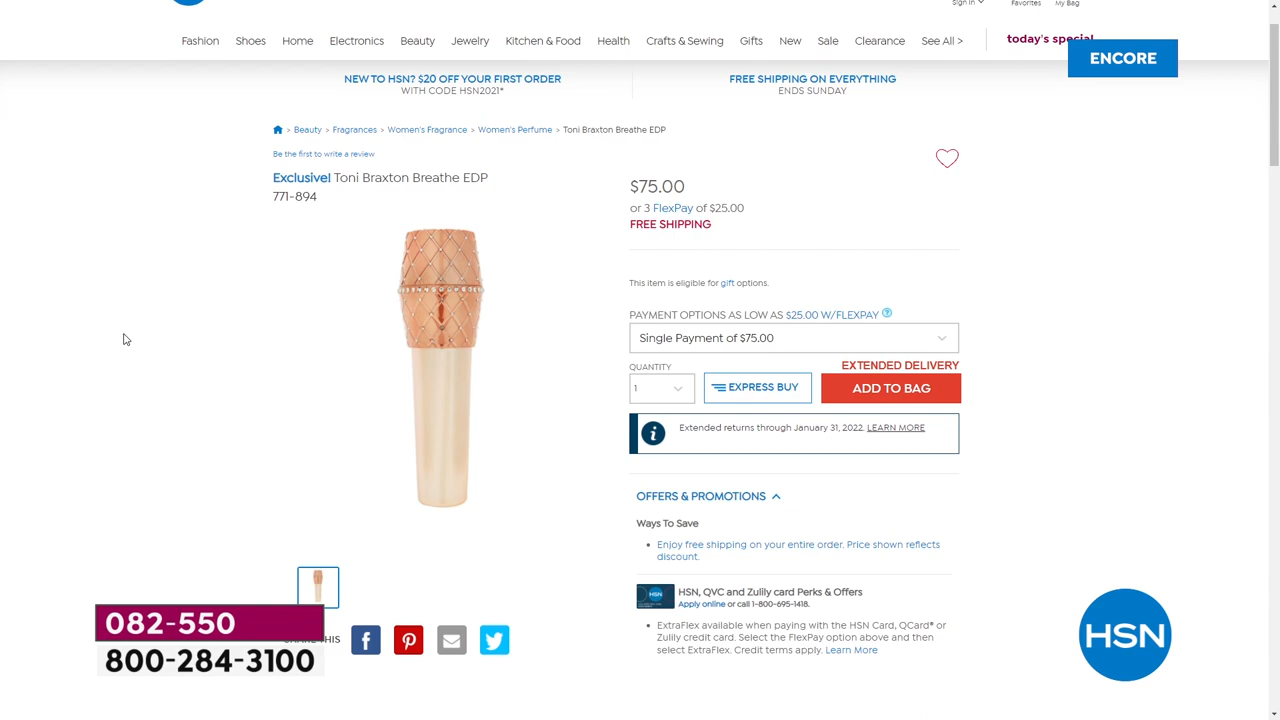 Sign In
Favorites
My Bag
Fashion
Shoes
Home
Electronics
Beauty
Jewelry
Kitchen & Food
Health
Crafts & Sewing
Gifts
New
Sale
Clearance
See All >
today's special
ENCORE
NEW TO HSN? $20 OFF YOUR FIRST ORDER
WITH CODE HSN2021*
FREE SHIPPING ON EVERYTHING
ENDS SUNDAY
> Beauty > Fragrances > Women's Fragrance > Women's Perfume > Toni Braxton Breathe EDP
Be the first to write a review
Exclusive! Toni Braxton Breathe EDP
771-894
$75.00
or 3 FlexPay of $25.00
FREE SHIPPING
This item is eligible for gift options.
PAYMENT OPTIONS AS LOW AS $25.00 W/FLEXPAY ?
Single Payment of $75.00
QUANTITY
EXTENDED DELIVERY
1
EXPRESS BUY
ADD TO BAG
Extended returns through January 31, 2022. LEARN MORE
OFFERS & PROMOTIONS
Ways To Save
• Enjoy free shipping on your entire order. Price shown reflects
discount.
HSN
HSN, QVC and Zulily card Perks & Offers
Apply online or call 1-800-695-1418.
• ExtraFlex available when paying with the HSN Card, QCard® or
Zulily credit card. Select the FlexPay option above and then
select ExtraFlex. Credit terms apply. Learn More
082-550
THIS
800-284-3100
HSN